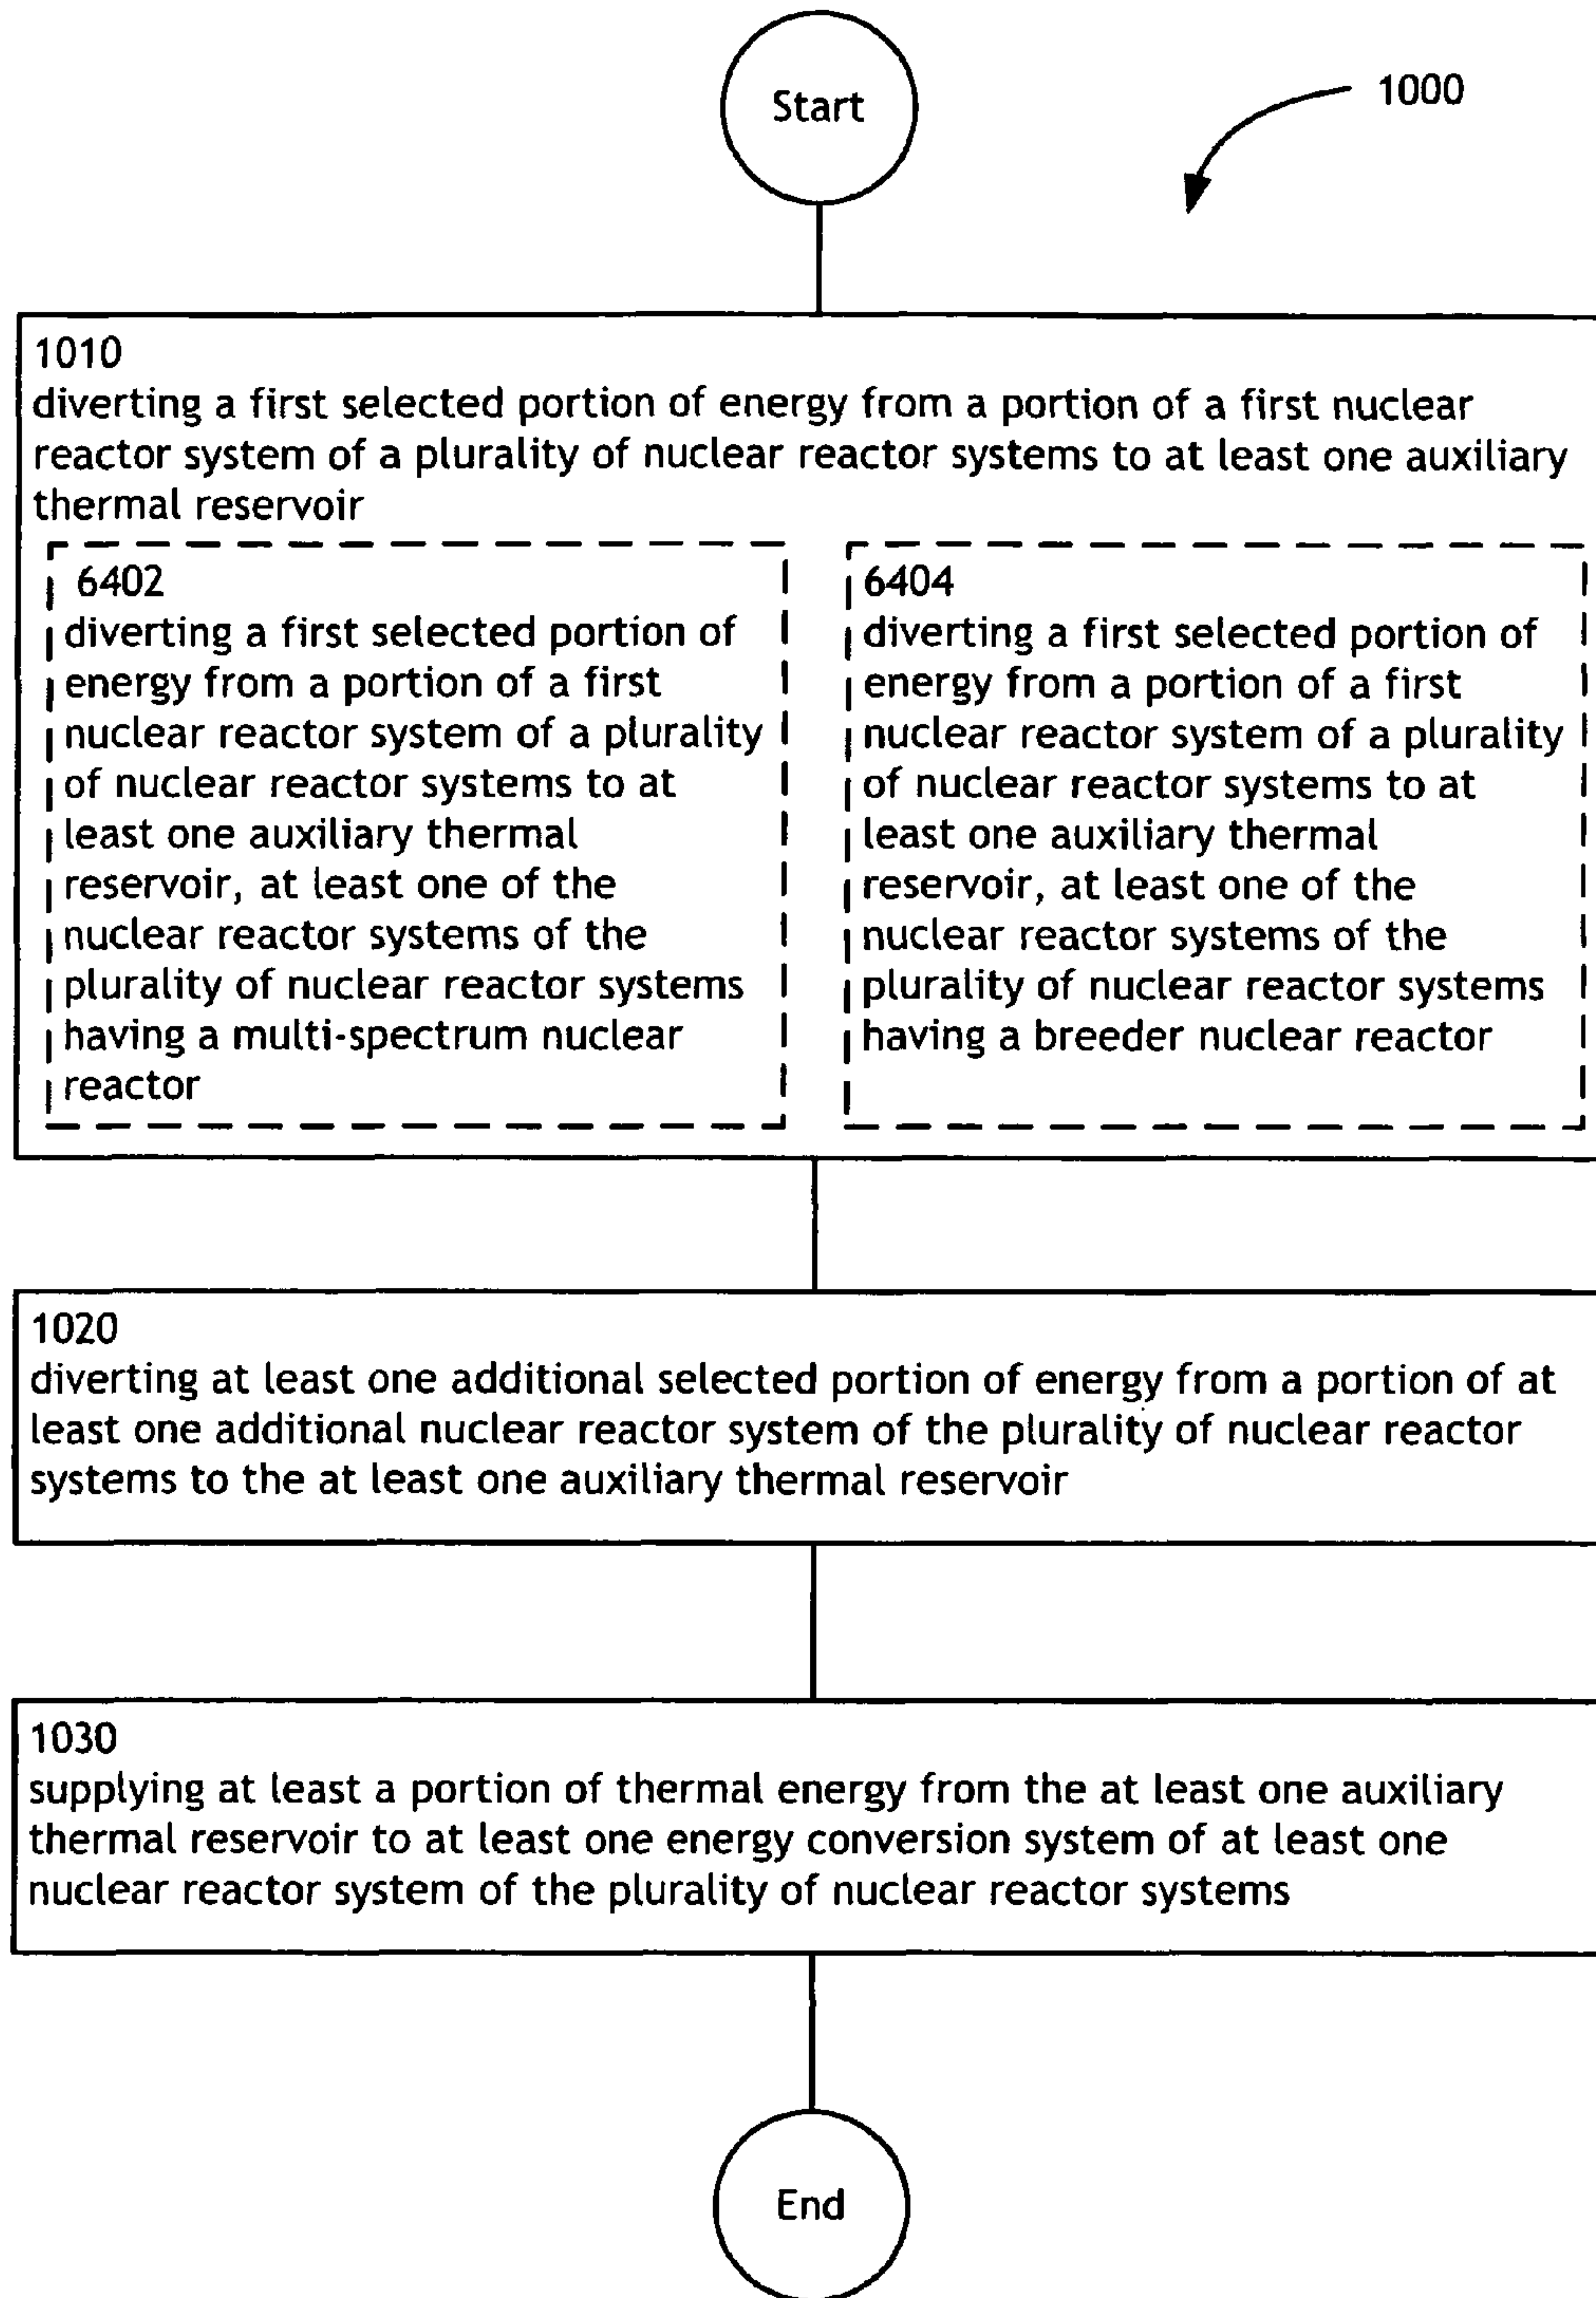 Start
1000
1010
diverting a first selected portion of energy from a portion of a first nuclear
reactor system of a plurality of nuclear reactor systems to at least one auxiliary
thermal reservoir
6402
diverting a first selected portion of
energy from a portion of a first
nuclear reactor system of a plurality
of nuclear reactor systems to at
least one auxiliary thermal
reservoir, at least one of the
nuclear reactor systems of the
plurality of nuclear reactor systems
having a multi-spectrum nuclear
reactor
6404
diverting a first selected portion of
energy from a portion of a first
nuclear reactor system of a plurality
of nuclear reactor systems to at
least one auxiliary thermal
reservoir, at least one of the
nuclear reactor systems of the
plurality of nuclear reactor systems
having a breeder nuclear reactor
1020
diverting at least one additional selected portion of energy from a portion of at
least one additional nuclear reactor system of the plurality of nuclear reactor
systems to the at least one auxiliary thermal reservoir
1030
supplying at least a portion of thermal energy from the at least one auxiliary
thermal reservoir to at least one energy conversion system of at least one
nuclear reactor system of the plurality of nuclear reactor systems
End